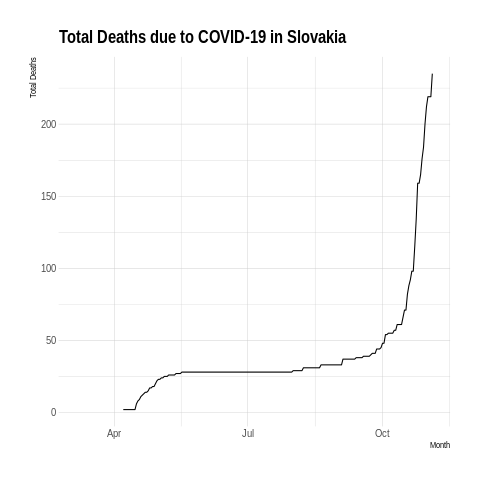 Total Deaths due to COVID-19 in Slovakia
Total Deaths
200
150
100
50
0
Apr Jul Oct
Month